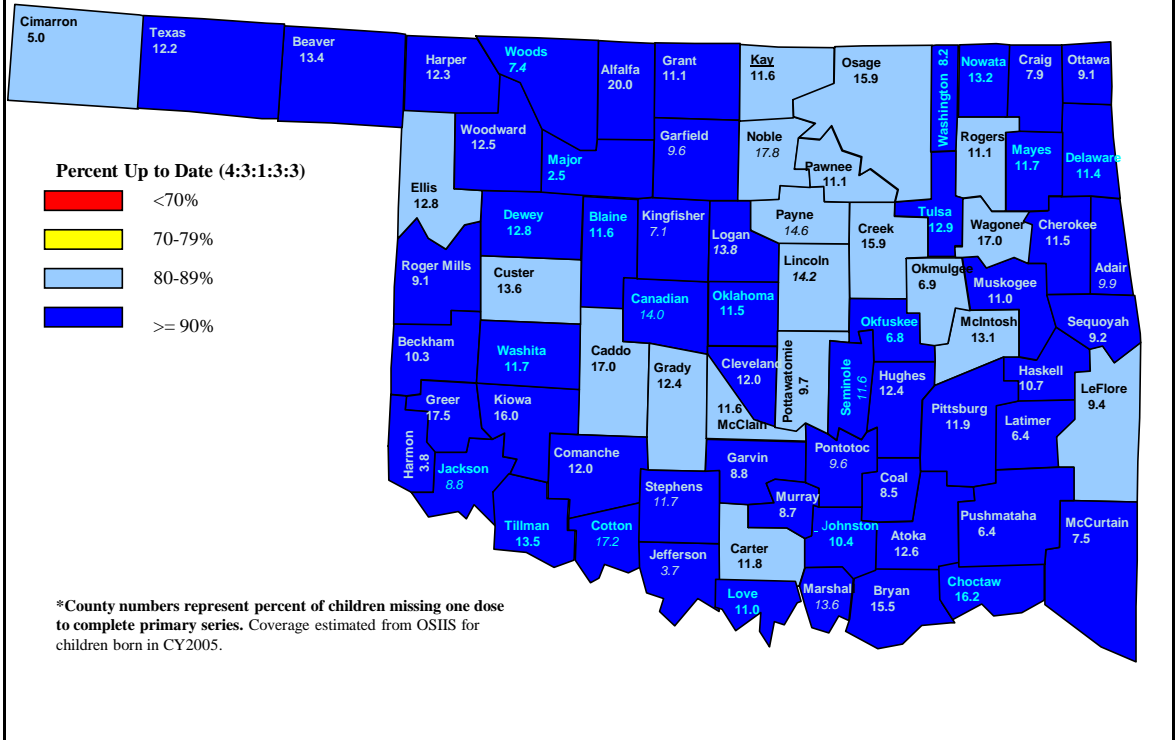 Cimarron
5.0
Texas
12.2
Beaver
13.4
Harper
12.3
Woods
7.4
Alfalfa
20.0
Grant
11.1
Kay
11.6
Osage
15.9
Washington 8.2
Nowata
13.2
Craig
7.9
Ottawa
9.1
Woodward
12.5
Major
2.5
Garfield
9.6
Noble
17.8
Pawnee
11.1
Rogers
11.1
Mayes
11.7
Delaware
11.4
Percent Up to Date (4:3:1:3:3)
<70%
70-79%
80-89%
>= 90%
Ellis
12.8
Dewey
12.8
Blaine
11.6
Kingfisher
7.1
Logan
13.8
Payne
14.6
Creek
15.9
Tulsa
12.9
Wagoner
17.0
Cherokee
11.5
Adair
9.9
Roger Mills
9.1
Custer
13.6
Canadian
14.0
Oklahoma
11.5
Lincoln
14.2
Okmulgee
6.9
Muskogee
11.0
Sequoyah
9.2
Beckham
10.3
Washita
11.7
Caddo
17.0
Grady
12.4
Cleveland
12.0
11.6
McClain
Pottawatomie
9.7
Seminole
11.6
Okfuskee
6.8
McIntosh
13.1
Hughes
12.4
Haskell
10.7
LeFlore
9.4
Greer
17.5
Kiowa
16.0
Harmon
3.8
Jackson
8.8
Comanche
12.0
Garvin
8.8
Pontotoc
9.6
Pittsburg
11.9
Latimer
6.4
Stephens
11.7
Murray
8.7
Coal
8.5
Tillman
13.5
Cotton
17.2
Jefferson
3.7
Carter
11.8
Johnston
10.4
Atoka
12.6
Pushmataha
6.4
McCurtain
7.5
Love
11.0
Marshal
13.6
Bryan
15.5
Choctaw
16.2
*County numbers represent percent of children missing one dose
to complete primary series. Coverage estimated from OSIIS for
children born in CY2005.